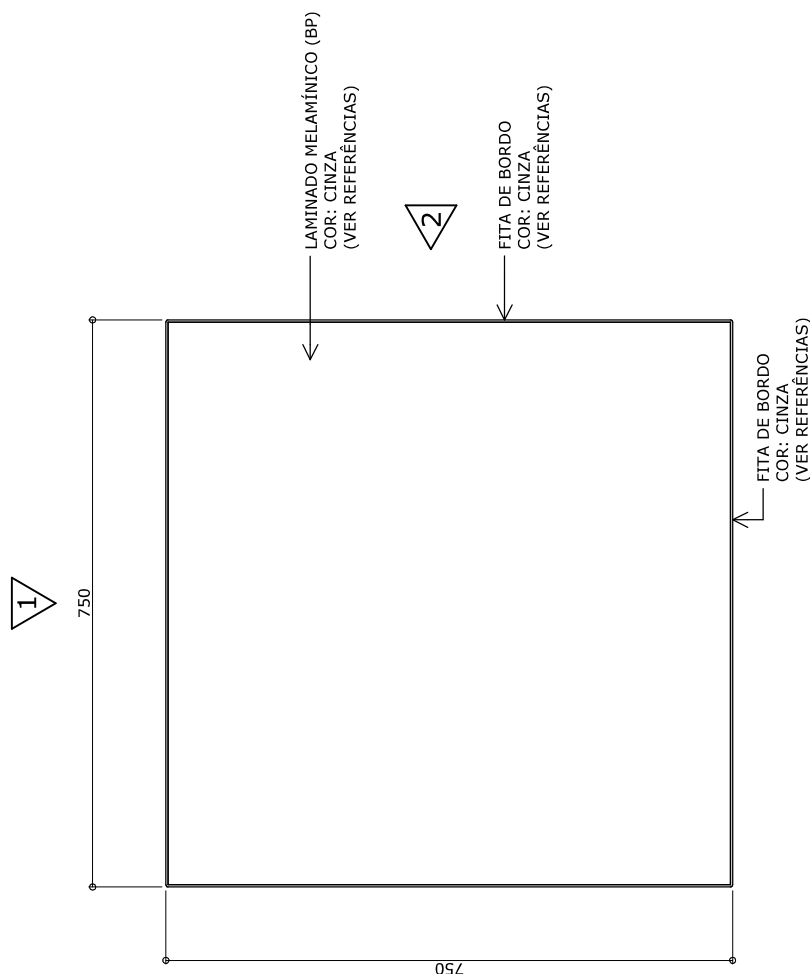 LAMINADO MELAMÍNICO (BP)
COR: CINZA
(VER REFERÊNCIAS)
1
750
2
FITA DE BORDO
COR: CINZA
(VER REFERÊNCIAS)
FITA DE BORDO
COR: CINZA
(VER REFERÊNCIAS)
750